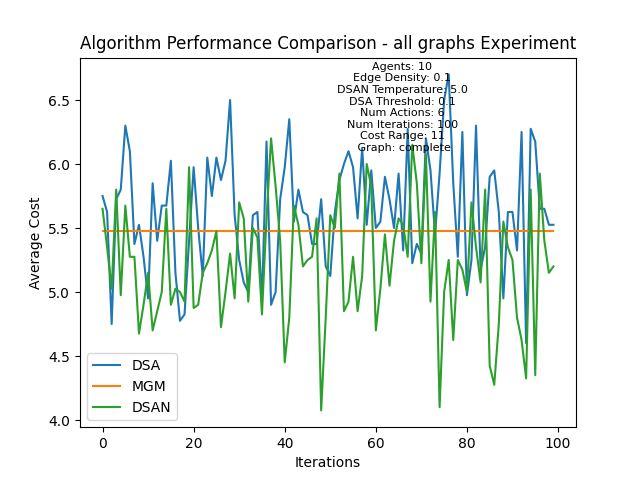 Algorithm Performance Comparison - all graphs Experiment
Agents: 10
Edge Density: 0.1
DSAN Temperature: 5.0
DSA Threshold: 0.1
Num Actions: 6
Num Iterations: 100
Cost Range: 11
Graph: complete
Average Cost
6.5
6.0
5.5
5.0
4.5
4.0
DSA
MGM
DSAN
0 20 40 60 80 100
Iterations